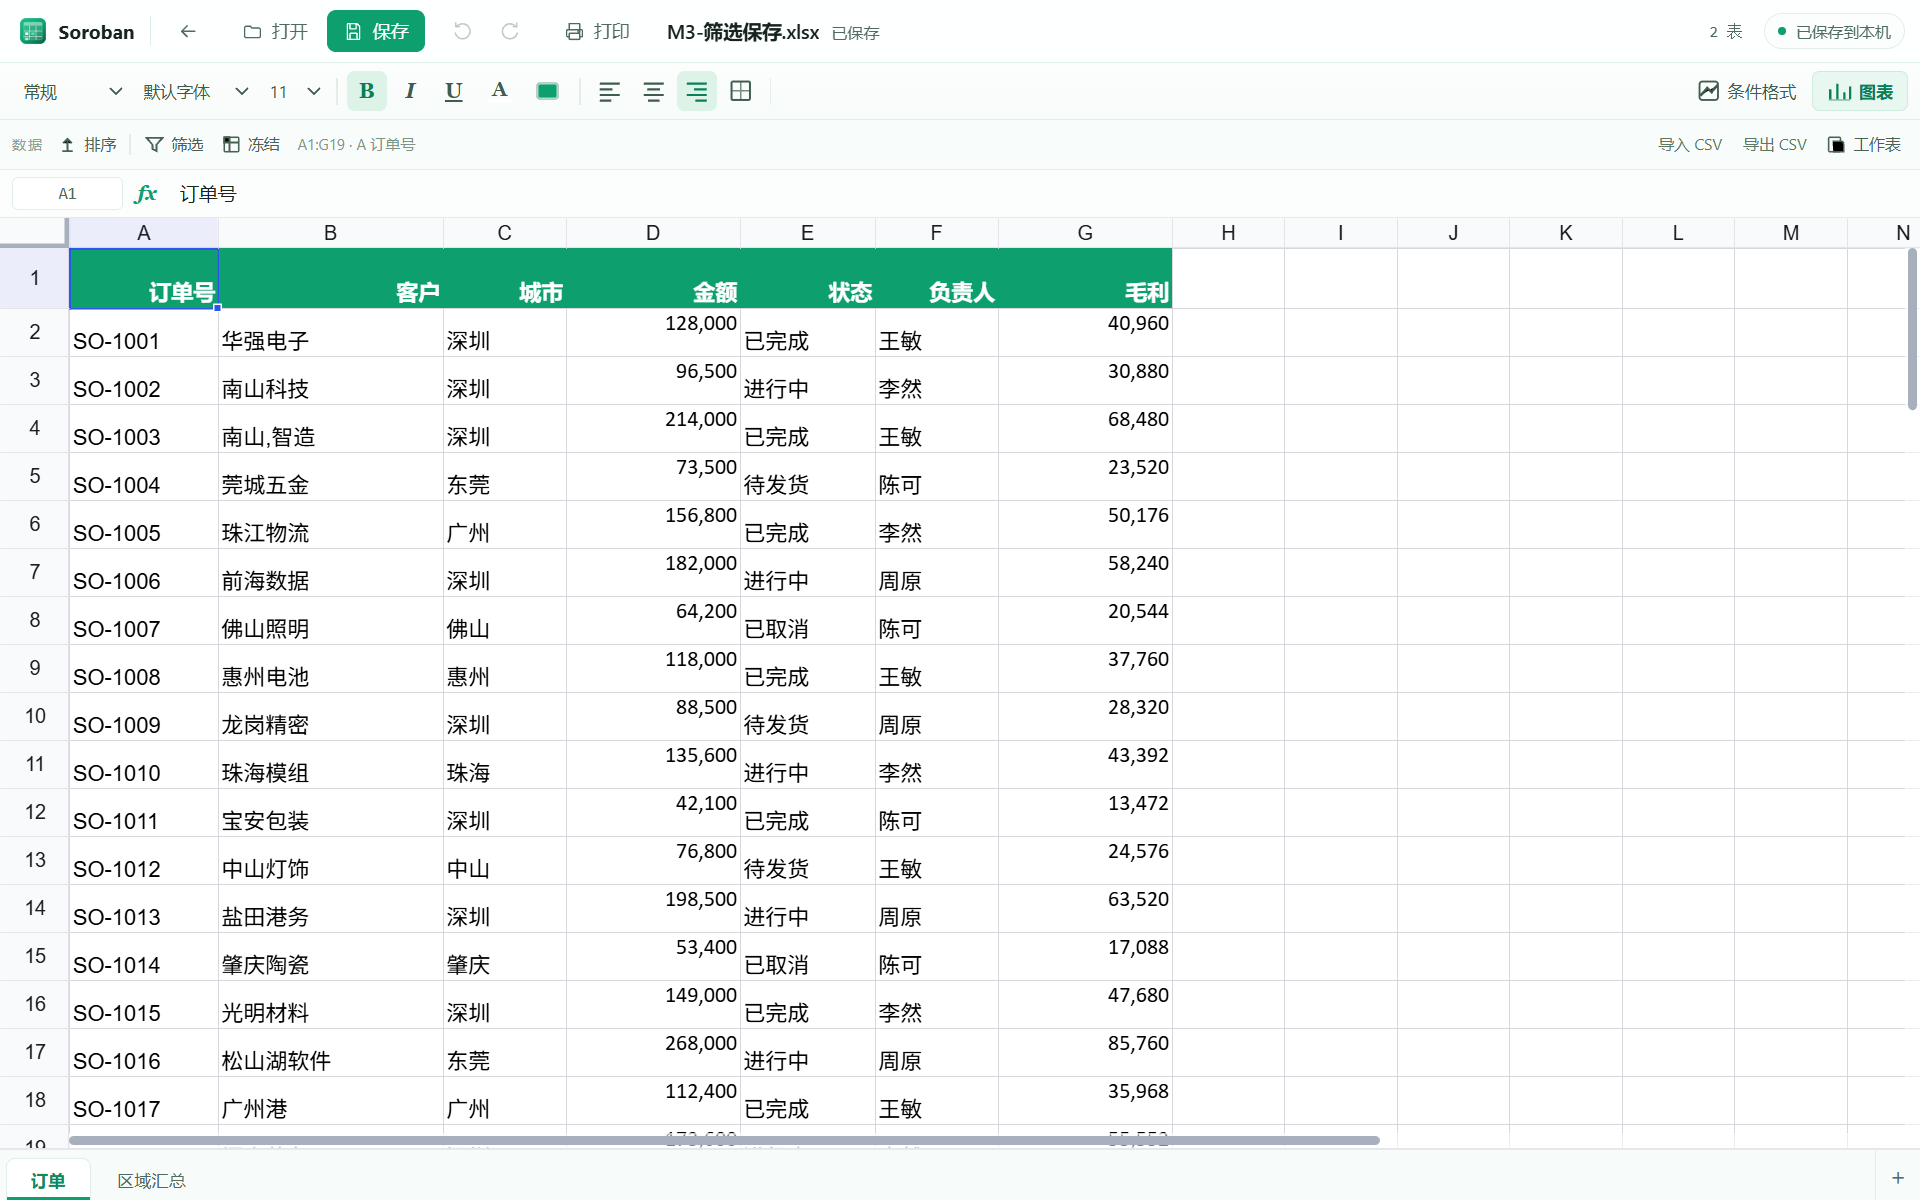 Soroban 打开 保存 打印 M3-筛选保存.xlsx 已保存 2 表 已保存到本机
常规 默认字体 11 B I U A 条件格式 图表
数据 排序 筛选 冻结 A1:G19 · A 订单号 导入 CSV 导出 CSV 工作表
A1 fx 订单号
A B C D E F G H I J K L M N
1 订单号 客户 城市 金额 状态 负责人 毛利
2 SO-1001 华强电子 深圳 128,000 已完成 王敏 40,960
3 SO-1002 南山科技 深圳 96,500 进行中 李然 30,880
4 SO-1003 南山,智造 深圳 214,000 已完成 王敏 68,480
5 SO-1004 莞城五金 东莞 73,500 待发货 陈可 23,520
6 SO-1005 珠江物流 广州 156,800 已完成 李然 50,176
7 SO-1006 前海数据 深圳 182,000 进行中 周原 58,240
8 SO-1007 佛山照明 佛山 64,200 已取消 陈可 20,544
9 SO-1008 惠州电池 惠州 118,000 已完成 王敏 37,760
10 SO-1009 龙岗精密 深圳 88,500 待发货 周原 28,320
11 SO-1010 珠海模组 珠海 135,600 进行中 李然 43,392
12 SO-1011 宝安包装 深圳 42,100 已完成 陈可 13,472
13 SO-1012 中山灯饰 中山 76,800 待发货 王敏 24,576
14 SO-1013 盐田港务 深圳 198,500 进行中 周原 63,520
15 SO-1014 肇庆陶瓷 肇庆 53,400 已取消 陈可 17,088
16 SO-1015 光明材料 深圳 149,000 已完成 李然 47,680
17 SO-1016 松山湖软件 东莞 268,000 进行中 周原 85,760
18 SO-1017 广州港 广州 112,400 已完成 王敏 35,968
19
订单 区域汇总 +